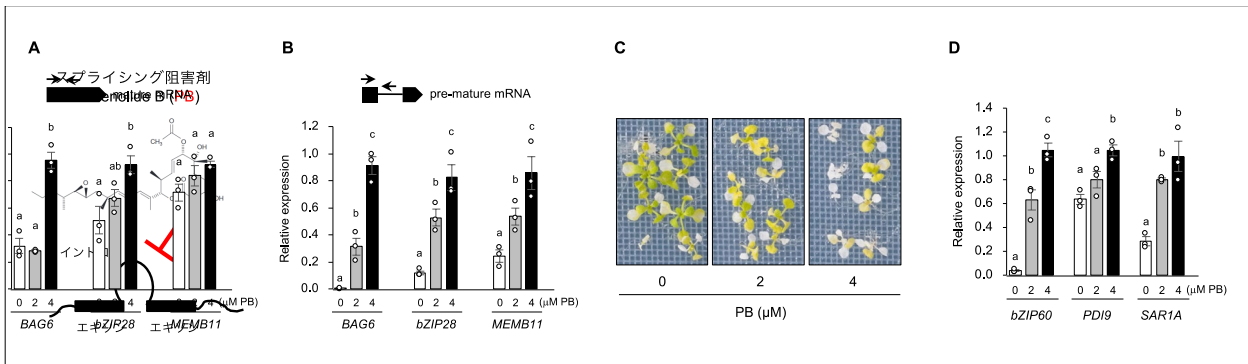 A
スプライシング阻害剤
enolide B (PB)
mature mRNA
b
b
a
a
a
a
ab
a
a
CH₃
O
O
OH
OH
イント
0 2 4 0 2 4 0 2 4 (μM PB)
BAG6 bZIP28 MEMB11
エキソン エキソン
B
pre-mature mRNA
Relative expression
1.2
1.0
0.8
0.6
0.4
0.2
0.0
a b c a b c a b c
0 2 4 0 2 4 0 2 4 (μM PB)
BAG6 bZIP28 MEMB11
C
0 2 4
PB (μM)
D
Relative expression
1.4
1.2
1.0
0.8
0.6
0.4
0.2
0.0
a b c a a b a b b
0 2 4 0 2 4 0 2 4 (μM PB)
bZIP60 PDI9 SAR1A